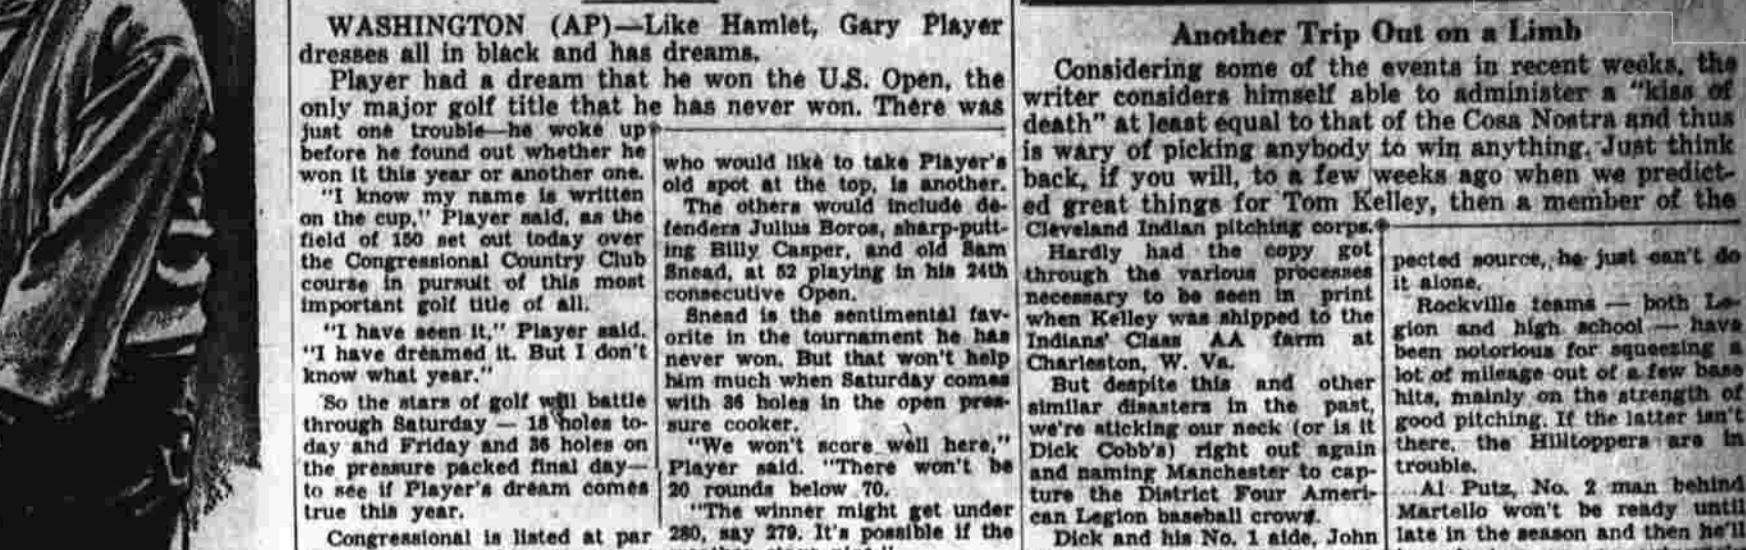 WASHINGTON (AP)—Like Hamlet, Gary Player
dresses all in black and has dreams.
Player had a dream that he won the U.S. Open, the
only major golf title that he has never won. There was
just one trouble—he woke up
before he found out whether he
won it this year or another one.
"I know my name is written
on the cup," Player said, as the
field of 150 set out today over
the Congressional Country Club
course in pursuit of this most
important golf title of all.
"I have seen it," Player said.
"I have dreamed it. But I don't
know what year."
So the stars of golf will battle
through Saturday — 18 holes to-
day and Friday and 36 holes on
the pressure packed final day—
to see if Player's dream comes
true this year.
Congressional is listed at par
who would like to take Player's
old spot at the top, is another.
The others would include de-
fenders Julius Boros, sharp-putt-
ing Billy Casper, and old Sam
Snead, at 52 playing in his 24th
consecutive Open.
Snead is the sentimental fav-
orite in the tournament he has
never won. But that won't help
him much when Saturday comes
with 36 holes in the open pres-
sure cooker.
"We won't score well here,"
Player said. "There won't be
20 rounds below 70.
"The winner might get under
280, say 279. It's possible if the
Another Trip Out on a Limb
Considering some of the events in recent weeks, the
writer considers himself able to administer a "kiss of
death" at least equal to that of the Cosa Nostra and thus
is wary of picking anybody to win anything. Just think
back, if you will, to a few weeks ago when we predict-
ed great things for Tom Kelley, then a member of the
Cleveland Indian pitching corps.
Hardly had the copy got
through the various processes
necessary to be seen in print
when Kelley was shipped to the
Indians' Class AA farm at
Charleston, W. Va.
But despite this and other
similar disasters in the past,
we're sticking our neck (or is it
Dick Cobb's) right out again
and naming Manchester to cap-
ture the District Four Ameri-
can Legion baseball crown.
Dick and his No. 1 aide, John
pected source, he just can't do
it alone.
Rockville teams — both Le-
gion and high school — have
been notorious for squeezing a
lot of mileage out of a few base
hits, mainly on the strength of
good pitching. If the latter isn't
there, the Hilltoppers are in
trouble.
Al Putz, No. 2 man behind
Martello won't be ready until
late in the season and then he'll